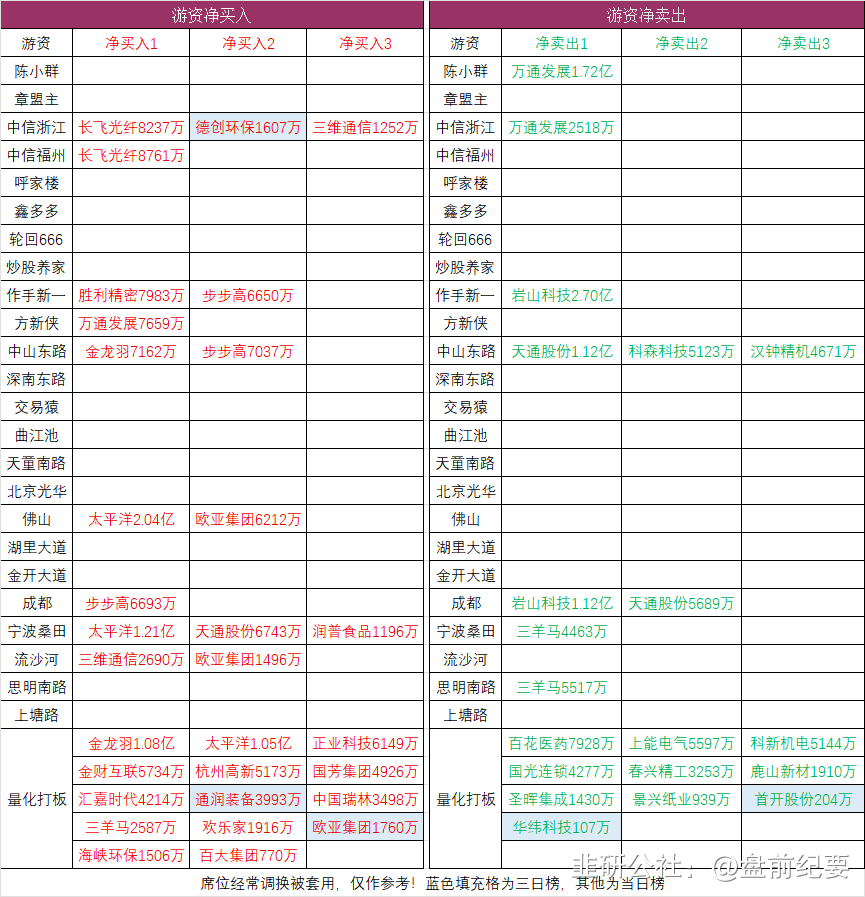 游资净买入 游资净卖出
游资 净买入1 净买入2 净买入3 游资 净卖出1 净卖出2 净卖出3
陈小群 陈小群 万通发展1.72亿
章盟主 章盟主
中信浙江 长飞光纤8237万 德创环保1607万 三维通信1252万 中信浙江 万通发展2518万
中信福州 长飞光纤8761万 中信福州
呼家楼 呼家楼
鑫多多 鑫多多
轮回666 轮回666
炒股养家 炒股养家
作手新一 胜利精密7983万 步步高6650万 作手新一 岩山科技2.70亿
方新侠 万通发展7659万 方新侠
中山东路 金龙羽7162万 步步高7037万 中山东路 天通股份1.12亿 科森科技5123万 汉钟精机4671万
深南东路 深南东路
交易猿 交易猿
曲江池 曲江池
天童南路 天童南路
北京光华 北京光华
佛山 太平洋2.04亿 欧亚集团6212万 佛山
湖里大道 湖里大道
金开大道 金开大道
成都 步步高6693万 成都 岩山科技1.12亿 天通股份5689万
宁波桑田 太平洋1.21亿 天通股份6743万 润普食品1196万 宁波桑田 三羊马4463万
流沙河 三维通信2690万 欧亚集团1496万 流沙河
思明南路 思明南路 三羊马5517万
上塘路 上塘路
金龙羽1.08亿 太平洋1.05亿 正业科技6149万 百花医药7928万 上能电气5597万 科新机电5144万
金财互联5734万 杭州高新5173万 国芳集团4926万 国光连锁4277万 春兴精工3253万 鹿山新材1910万
量化打板 汇嘉时代4214万 通润装备3993万 中国瑞林3498万 量化打板 圣晖集成1430万 景兴纸业939万 首开股份204万
三羊马2587万 欢乐家1916万 欧亚集团1760万 华纬科技107万
海峡环保1506万 百大集团770万
韭研公社：@盘前纪要
席位经常调换被套用，仅作参考！蓝色填充格为三日榜，其他为当日榜